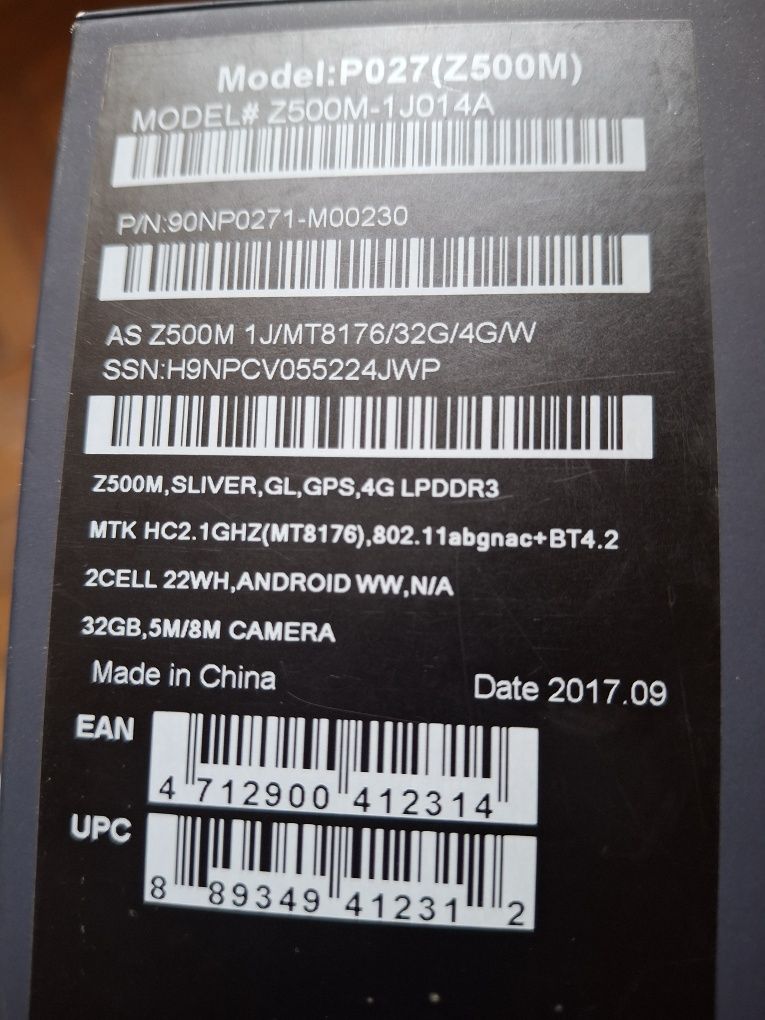 Model:P027(Z500M)
MODEL# Z500M-1J014A
P/N:90NP0271-M00230
AS Z500M 1J/MT8176/32G/4G/W
SSN:H9NPCV055224JWP
Z500M,SLIVER,GL,GPS,4G LPDDR3
MTK HC2.1GHZ(MT8176),802.11abgnac+BT4.2
2CELL 22WH,ANDROID WW,N/A
32GB,5M/8M CAMERA
Made in China Date 2017.09
EAN
4 712900 412314
UPC
8 89349 41231 2